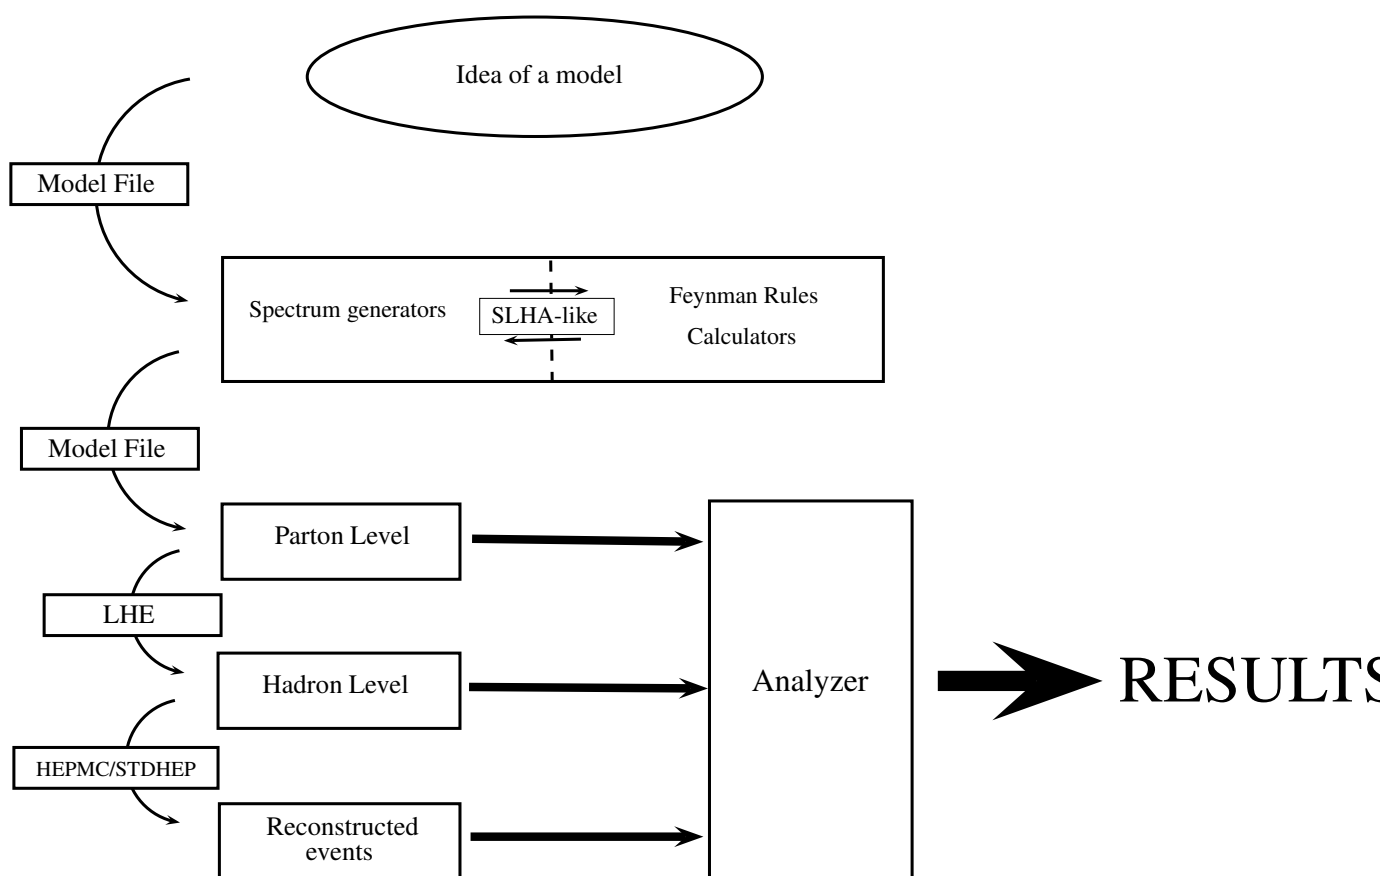 Idea of a model
Model File
Spectrum generators
SLHA-like
Feynman Rules
Calculators
Model File
Parton Level
LHE
Hadron Level
Analyzer
RESULTS
HEPMC/STDHEP
Reconstructed
events